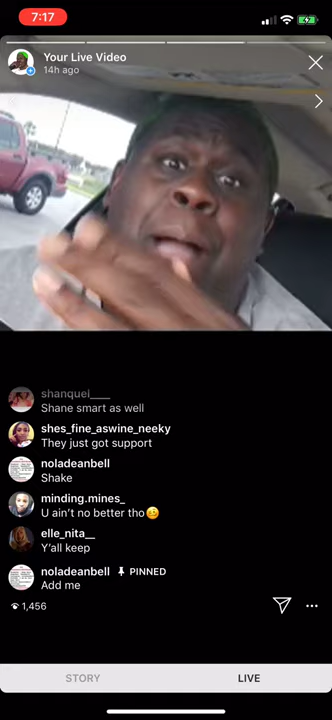 7:17
Your Live Video
14h ago
shanquei____
Shane smart as well
shes_fine_aswine_neeky
They just got support
noladeanbell
Shake
minding.mines_
U ain't no better tho😉
elle_nita__
Y'all keep
noladeanbell PINNED
Add me
1,456
STORY LIVE